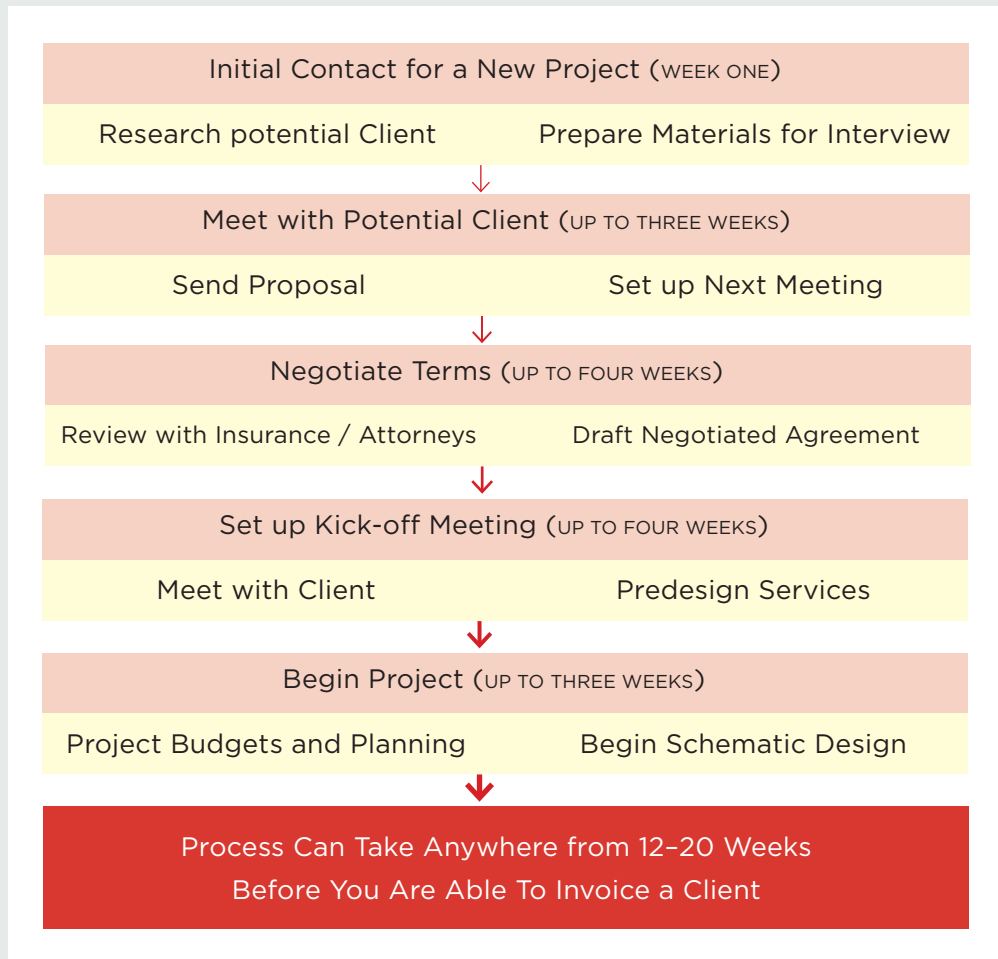 Initial Contact for a New Project (WEEK ONE)
Research potential Client Prepare Materials for Interview
Meet with Potential Client (UP TO THREE WEEKS)
Send Proposal Set up Next Meeting
Negotiate Terms (UP TO FOUR WEEKS)
Review with Insurance / Attorneys Draft Negotiated Agreement
Set up Kick-off Meeting (UP TO FOUR WEEKS)
Meet with Client Predesign Services
Begin Project (UP TO THREE WEEKS)
Project Budgets and Planning Begin Schematic Design
Process Can Take Anywhere from 12–20 Weeks
Before You Are Able To Invoice a Client